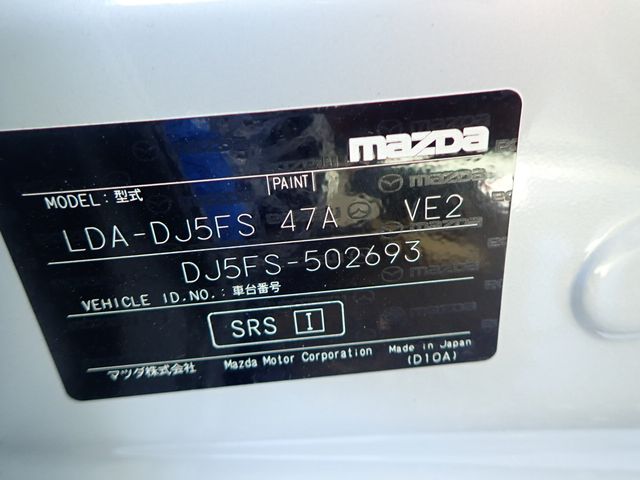 mazda
MODEL: 型式 PAINT
LDA-DJ5FS 47A VE2
DJ5FS-502693
VEHICLE ID.NO.: 車台番号
SRS I
マツダ株式会社 Mazda Motor Corporation Made in Japan
(D10A)